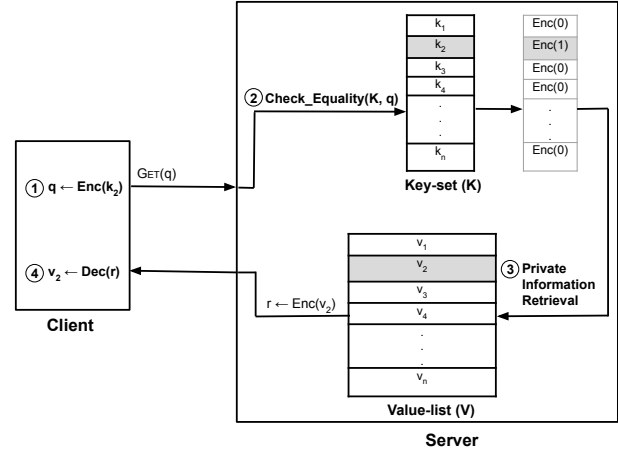 ① q ← Enc(k₂)
④ v₂ ← Dec(r)
Client
GET(q)
② Check_Equality(K, q)
k₁
k₂
k₃
k₄
.
.
.
kₙ
Key-set (K)
Enc(0)
Enc(1)
Enc(0)
Enc(0)
.
.
.
Enc(0)
③ Private
Information
Retrieval
v₁
v₂
v₃
v₄
.
.
.
vₙ
Value-list (V)
r ← Enc(v₂)
Server